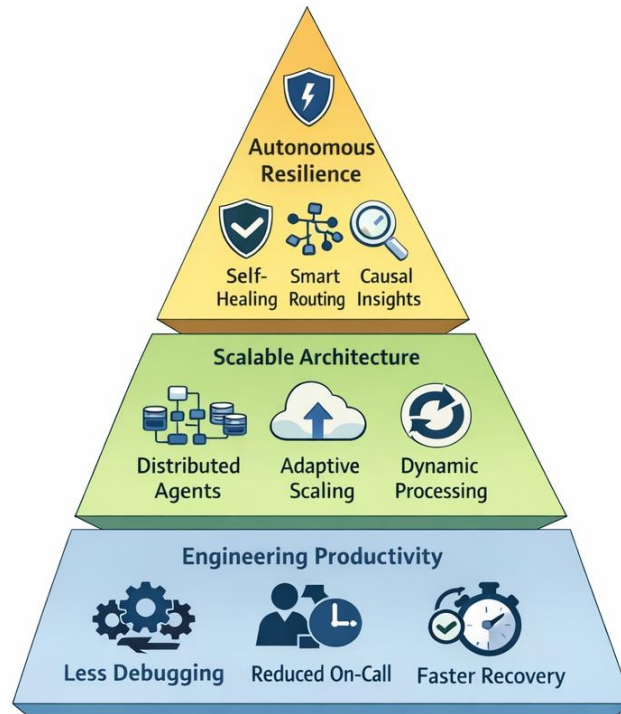 Autonomous
Resilience
Self-
Healing
Smart
Routing
Causal
Insights
Scalable Architecture
Distributed
Agents
Adaptive
Scaling
Dynamic
Processing
Engineering Productivity
Less Debugging
Reduced On-Call
Faster Recovery